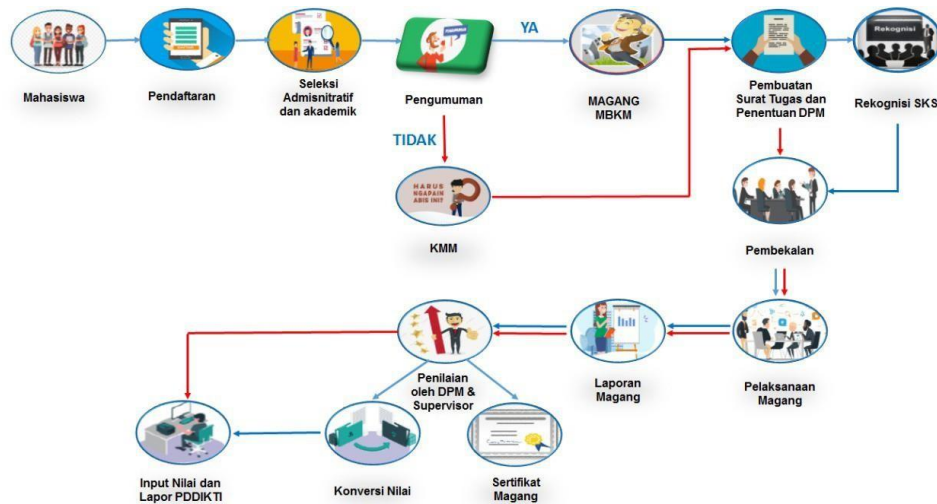 YA
Rekognisi
Mahasiswa
Pendaftaran
Seleksi
Admisnitratif
dan akademik
Pengumuman
MAGANG
MBKM
Pembuatan
Surat Tugas dan
Penentuan DPM
Rekognisi SKS
TIDAK
HARUS
NGAPAIN
ABIS INI?
KMM
Pembekalan
Penilaian
oleh DPM &
Supervisor
Laporan
Magang
Pelaksanaan
Magang
Input Nilai dan
Lapor PDDIKTI
Konversi Nilai
Sertifikat
Magang